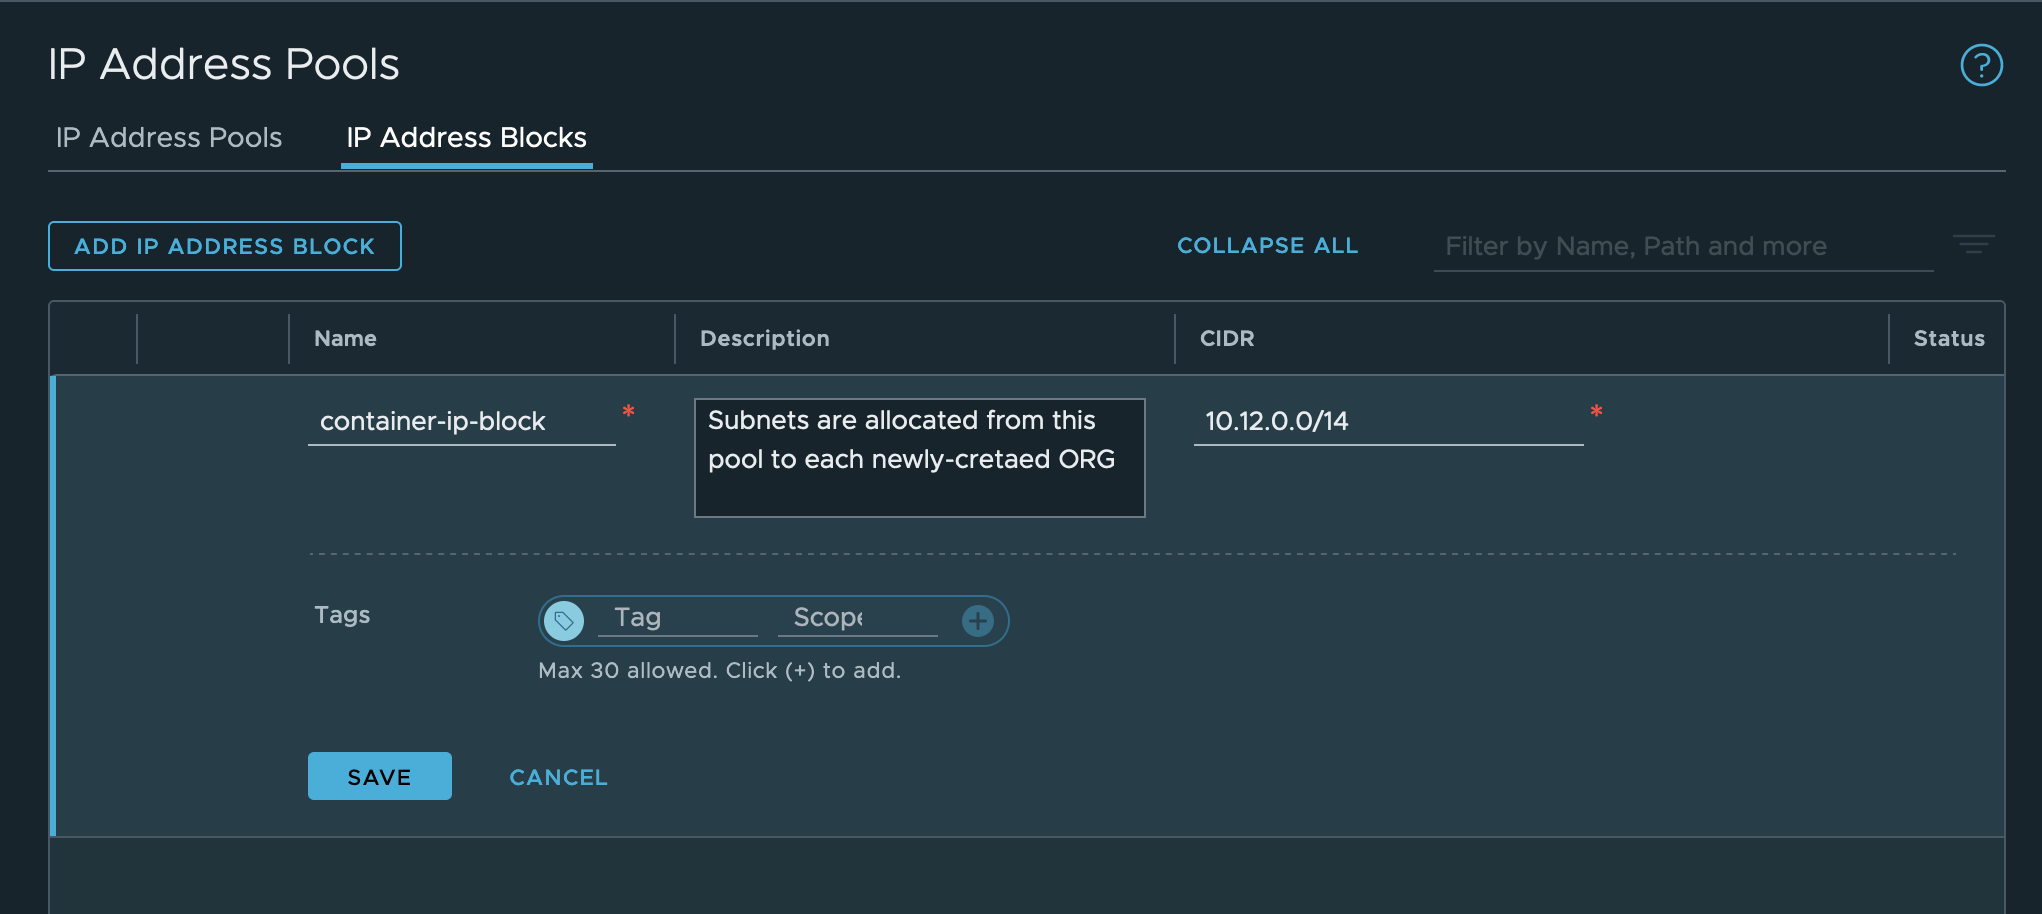 IP Address Pools
?
IP Address Pools
IP Address Blocks
ADD IP ADDRESS BLOCK
COLLAPSE ALL
Filter by Name, Path and more
Name
Description
CIDR
Status
container-ip-block *
Subnets are allocated from this
pool to each newly-cretaed ORG
10.12.0.0/14 *
Tags
Tag
Scope
Max 30 allowed. Click (+) to add.
SAVE
CANCEL